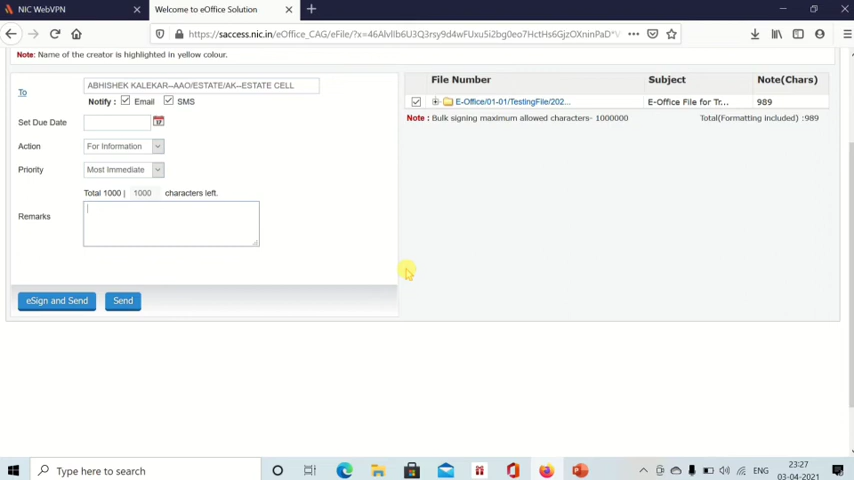 NIC WebVPN
Welcome to eOffice Solution
https://saccess.nic.in/eOffice_CAG/eFile/?x=46AlvIIb6U3Q3rsy9d4wFUxu5i2bg0eo7HctHs6GjzOXninPaD*V
Note: Name of the creator is highlighted in yellow colour.
To
ABHISHEK KALEKAR--AAO/ESTATE/AK--ESTATE CELL
Notify : Email SMS
Set Due Date
17
Action For Information
Priority Most Immediate
Total 1000 | 1000 characters left.
Remarks
eSign and Send Send
File Number Subject Note(Chars)
E-Office/01-01/TestingFile/202... E-Office File for Tr... 989
Note : Bulk signing maximum allowed characters- 1000000 Total(Formatting included) :989
Type here to search
ENG
23:27
03-04-2021